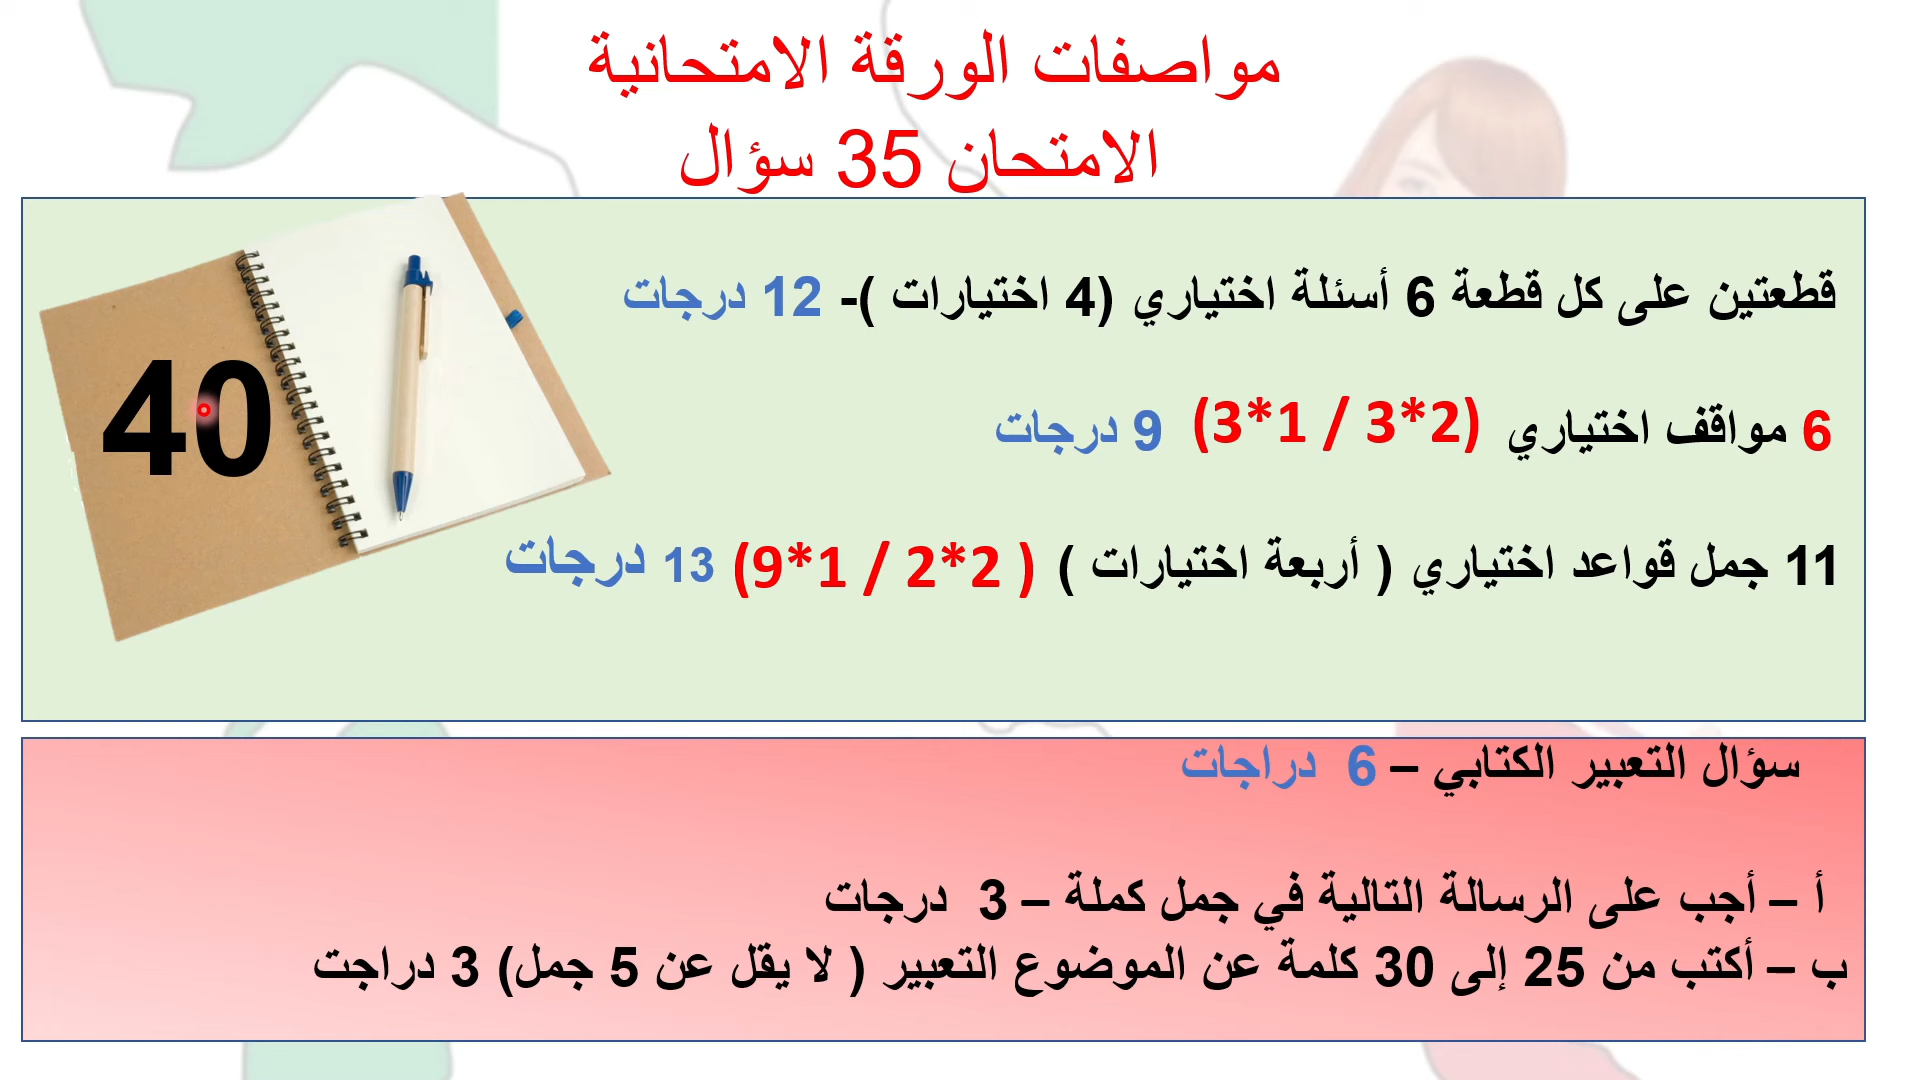 مواصفات الورقة الامتحانية
الامتحان 35 سؤال
قطعتين على كل قطعة 6 أسئلة اختياري (4 اختيارات )- 12 درجات
6 مواقف اختياري (3*1 / 3*2) 9 درجات
11 جمل قواعد اختياري ( أربعة اختيارات ) (9*1 / 2*2 ) 13 درجات
40
سؤال التعبير الكتابي – 6 دراجات
أ – أجب على الرسالة التالية في جمل كملة – 3 درجات
ب – أكتب من 25 إلى 30 كلمة عن الموضوع التعبير ( لا يقل عن 5 جمل) 3 دراجت